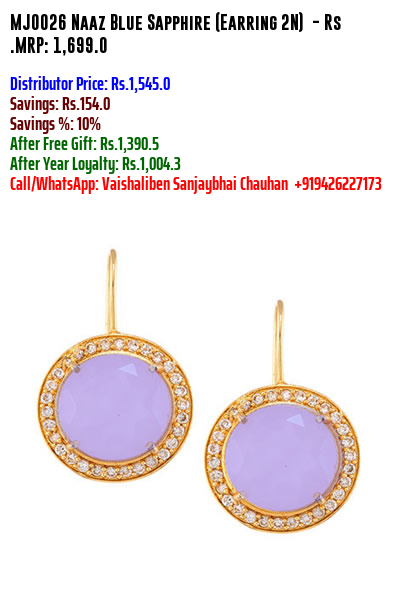 MJ0026 Naaz Blue Sapphire (Earring 2N) - Rs
.MRP: 1,699.0
Distributor Price: Rs.1,545.0
Savings: Rs.154.0
Savings %: 10%
After Free Gift: Rs.1,390.5
After Year Loyalty: Rs.1,004.3
Call/WhatsApp: Vaishaliben Sanjaybhai Chauhan +919426227173